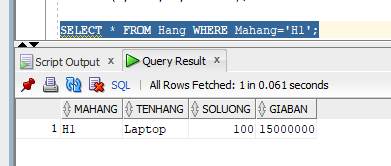 SELECT * FROM Hang WHERE Mahang='H1';
Script Output × Query Result ×
SQL | All Rows Fetched: 1 in 0.061 seconds
MAHANG TENHANG SOLUONG GIABAN
1 H1 Laptop 100 15000000